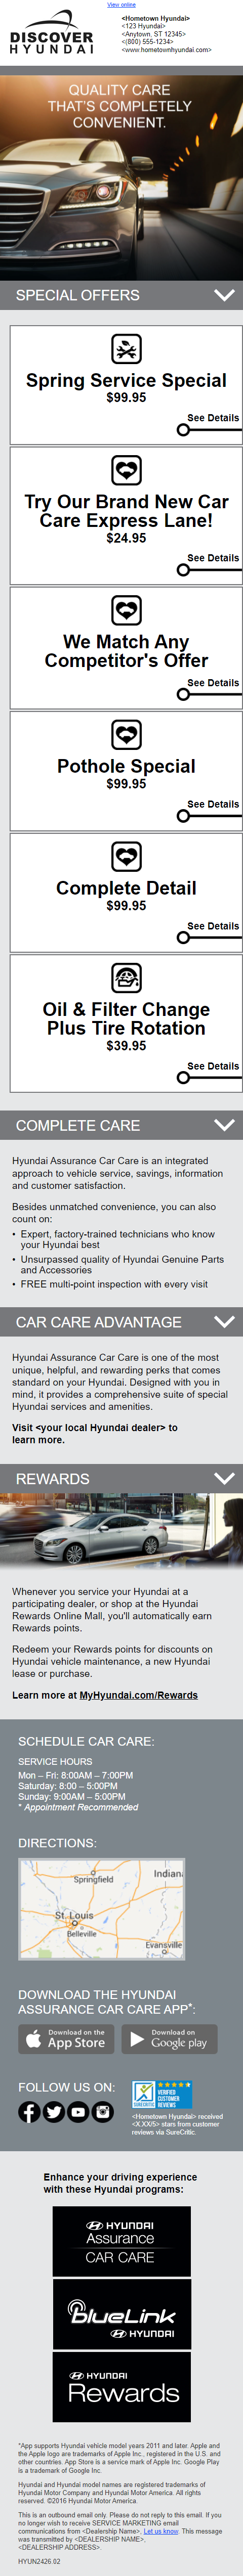 View online
DISCOVER
HYUNDAI
<Hometown Hyundai>
<123 Hyundai>
<Anytown, ST 12345>
<(800) 555-1234>
<www.hometownhyundai.com>
QUALITY CARE
THAT'S COMPLETELY
CONVENIENT.
SPECIAL OFFERS
Spring Service Special
$99.95
See Details
Try Our Brand New Car
Care Express Lane!
$24.95
See Details
We Match Any
Competitor's Offer
See Details
Pothole Special
$99.95
See Details
Complete Detail
$99.95
See Details
Oil & Filter Change
Plus Tire Rotation
$39.95
See Details
COMPLETE CARE
Hyundai Assurance Car Care is an integrated
approach to vehicle service, savings, information
and customer satisfaction.
Besides unmatched convenience, you can also
count on:
• Expert, factory-trained technicians who know
your Hyundai best
• Unsurpassed quality of Hyundai Genuine Parts
and Accessories
• FREE multi-point inspection with every visit
CAR CARE ADVANTAGE
Hyundai Assurance Car Care is one of the most
unique, helpful, and rewarding perks that comes
standard on your Hyundai. Designed with you in
mind, it provides a comprehensive suite of special
Hyundai services and amenities.
Visit <your local Hyundai dealer> to
learn more.
REWARDS
Whenever you service your Hyundai at a
participating dealer, or shop at the Hyundai
Rewards Online Mall, you'll automatically earn
Rewards points.
Redeem your Rewards points for discounts on
Hyundai vehicle maintenance, a new Hyundai
lease or purchase.
Learn more at MyHyundai.com/Rewards
SCHEDULE CAR CARE:
SERVICE HOURS
Mon – Fri: 8:00AM – 7:00PM
Saturday: 8:00 – 5:00PM
Sunday: 9:00AM – 5:00PM
* Appointment Recommended
DIRECTIONS:
Springfield
Indiana
St. Louis
Belleville
Evansville
DOWNLOAD THE HYUNDAI
ASSURANCE CAR CARE APP*:
Download on the
App Store
Download on
Google play
FOLLOW US ON:
SURECRITIC
VERIFIED
CUSTOMER
REVIEWS
<Hometown Hyundai> received
<X.XX/5> stars from customer
reviews via SureCritic.
Enhance your driving experience
with these Hyundai programs:
HYUNDAI
Assurance
CAR CARE
blueLink
HYUNDAI
HYUNDAI
Rewards
*App supports Hyundai vehicle model years 2011 and later. Apple and
the Apple logo are trademarks of Apple Inc., registered in the U.S. and
other countries. App Store is a service mark of Apple Inc. Google Play
is a trademark of Google Inc.
Hyundai and Hyundai model names are registered trademarks of
Hyundai Motor Company and Hyundai Motor America. All rights
reserved. ©2016 Hyundai Motor America.
This is an outbound email only. Please do not reply to this email. If you
no longer wish to receive SERVICE MARKETING email
communications from <Dealership Name>, Let us know. This message
was transmitted by <DEALERSHIP NAME>,
<DEALERSHIP ADDRESS>.
HYUN2426.02